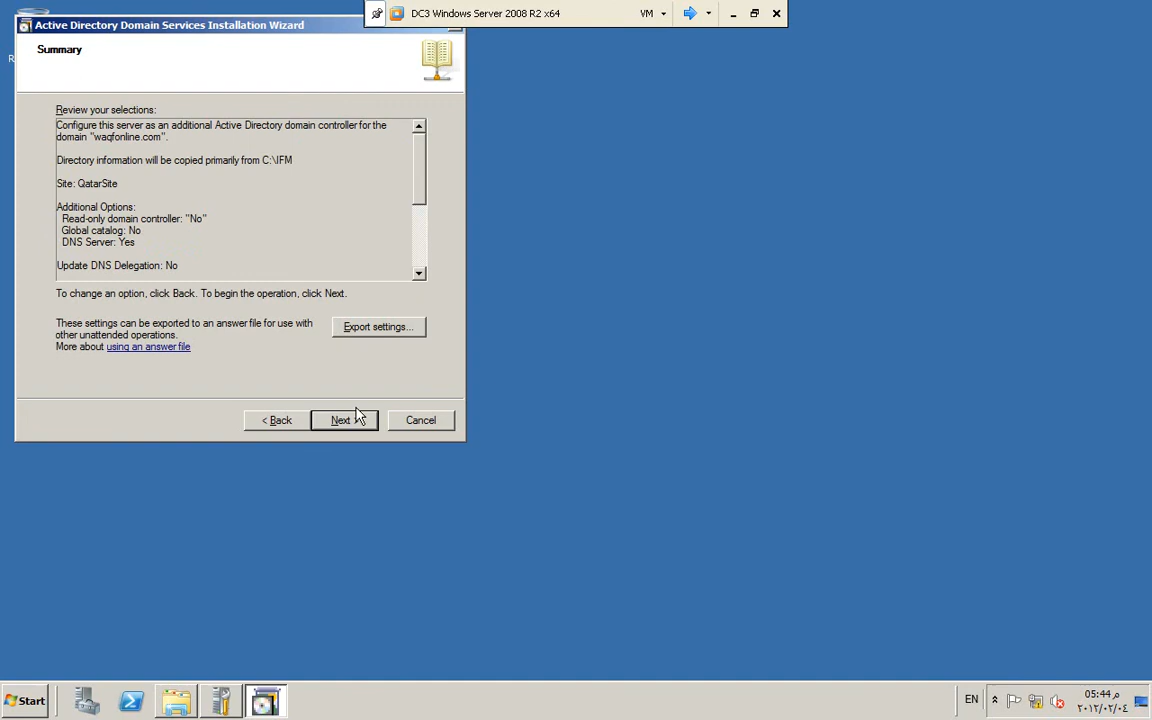 DC3 Windows Server 2008 R2 x64
VM
Active Directory Domain Services Installation Wizard
R
Summary
Review your selections:
Configure this server as an additional Active Directory domain controller for the
domain "waqfonline.com".
Directory information will be copied primarily from C:\IFM
Site: QatarSite
Additional Options:
Read-only domain controller: "No"
Global catalog: No
DNS Server: Yes
Update DNS Delegation: No
To change an option, click Back. To begin the operation, click Next.
These settings can be exported to an answer file for use with
other unattended operations.
More about using an answer file
Export settings...
< Back
Next
Cancel
Start
EN
05:44 م
٢٠١٢/٠٢/٠٤